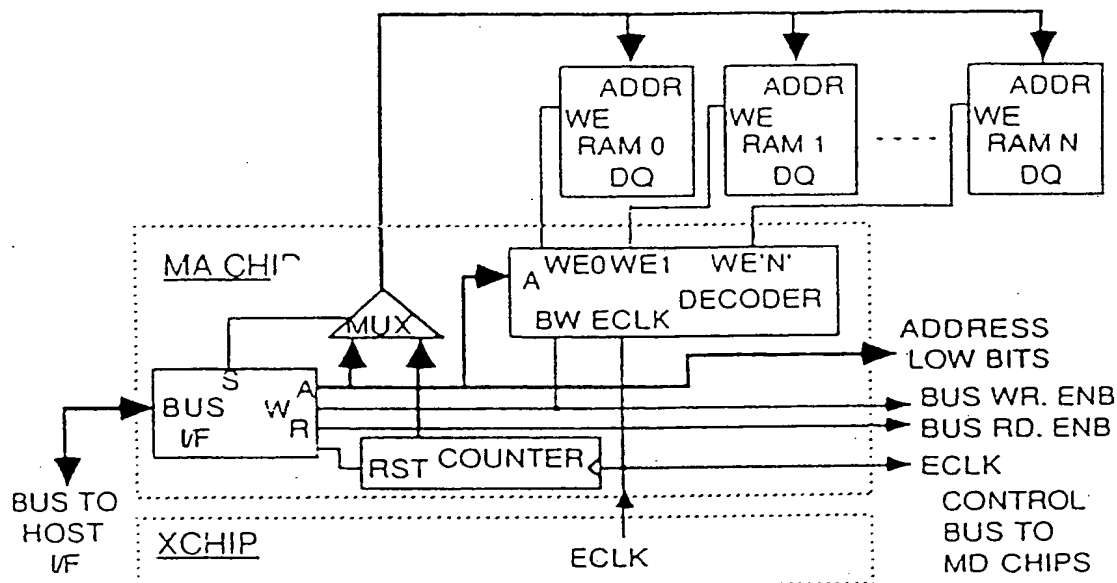 ADDR
WE
RAM 0
DQ
ADDR
WE
RAM 1
DQ
ADDR
WE
RAM N
DQ
MA CHIP
WE0 WE1 WE'N'
A
DECODER
BW ECLK
MUX
S
A
BUS
W
I/F
R
RST COUNTER
ADDRESS
LOW BITS
BUS WR. ENB
BUS RD. ENB
ECLK
CONTROL
BUS TO
MD CHIPS
BUS TO
HOST
I/F
XCHIP
ECLK